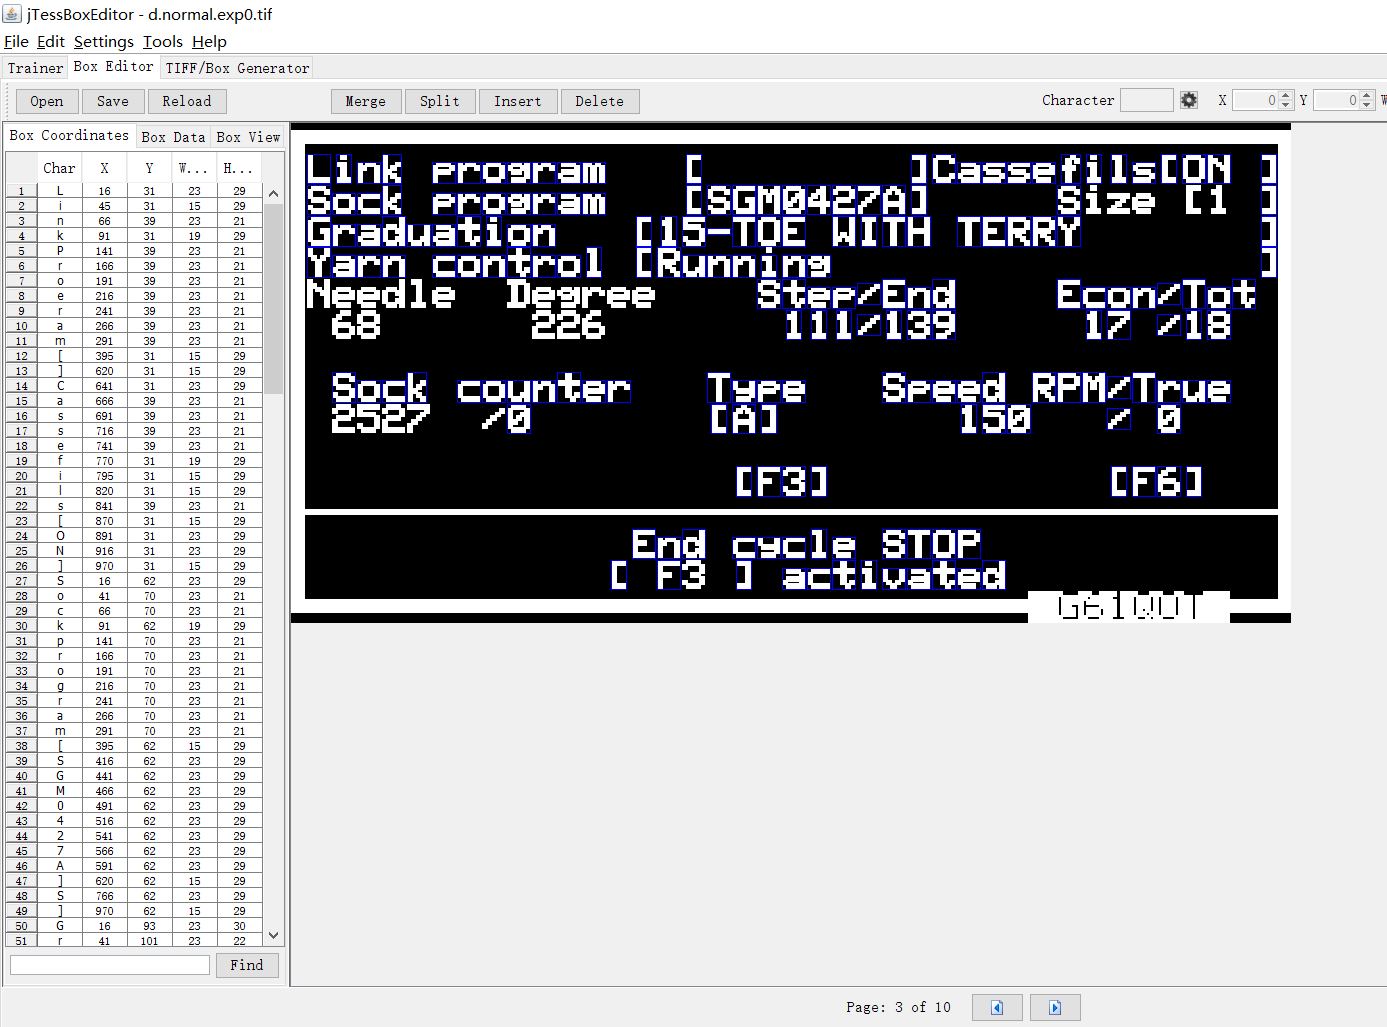 jTessBoxEditor - d.normal.exp0.tif
File Edit Settings Tools Help
Trainer Box Editor TIFF/Box Generator
Open Save Reload Merge Split Insert Delete Character X 0 Y 0 W
Box Coordinates Box Data Box View
Char X Y W... H...
1 L 16 31 23 29
2 i 45 31 15 29
3 n 66 39 23 21
4 k 91 31 19 29
5 P 141 39 23 21
6 r 166 39 23 21
7 o 191 39 23 21
8 e 216 39 23 21
9 r 241 39 23 21
10 a 266 39 23 21
11 m 291 39 23 21
12 [ 395 31 15 29
13 ] 620 31 15 29
14 C 641 31 23 29
15 a 666 39 23 21
16 s 691 39 23 21
17 s 716 39 23 21
18 e 741 39 23 21
19 f 770 31 19 29
20 i 795 31 15 29
21 l 820 31 15 29
22 s 841 39 23 21
23 [ 870 31 15 29
24 O 891 31 23 29
25 N 916 31 23 29
26 ] 970 31 15 29
27 S 16 62 23 29
28 o 41 70 23 21
29 c 66 70 23 21
30 k 91 62 19 29
31 p 141 70 23 21
32 r 166 70 23 21
33 o 191 70 23 21
34 g 216 70 23 21
35 r 241 70 23 21
36 a 266 70 23 21
37 m 291 70 23 21
38 [ 395 62 15 29
39 S 416 62 23 29
40 G 441 62 23 29
41 M 466 62 23 29
42 0 491 62 23 29
43 4 516 62 23 29
44 2 541 62 23 29
45 7 566 62 23 29
46 A 591 62 23 29
47 ] 620 62 15 29
48 S 766 62 23 29
49 ] 970 62 15 29
50 G 16 93 23 30
51 r 41 101 23 22
Find
Link program [ ]Cassefils[ON ]
Sock program [SGM0427A] Size [1 ]
Graduation [15-TOE WITH TERRY ]
Yarn control [Running ]
Needle Degree Step/End Econ/Tot
68 226 111/139 17 /18
Sock counter Type Speed RPM/True
2527 /0 [A] 150 / 0
[F3] [F6]
End cycle STOP
[ F3 ] activated
Page: 3 of 10